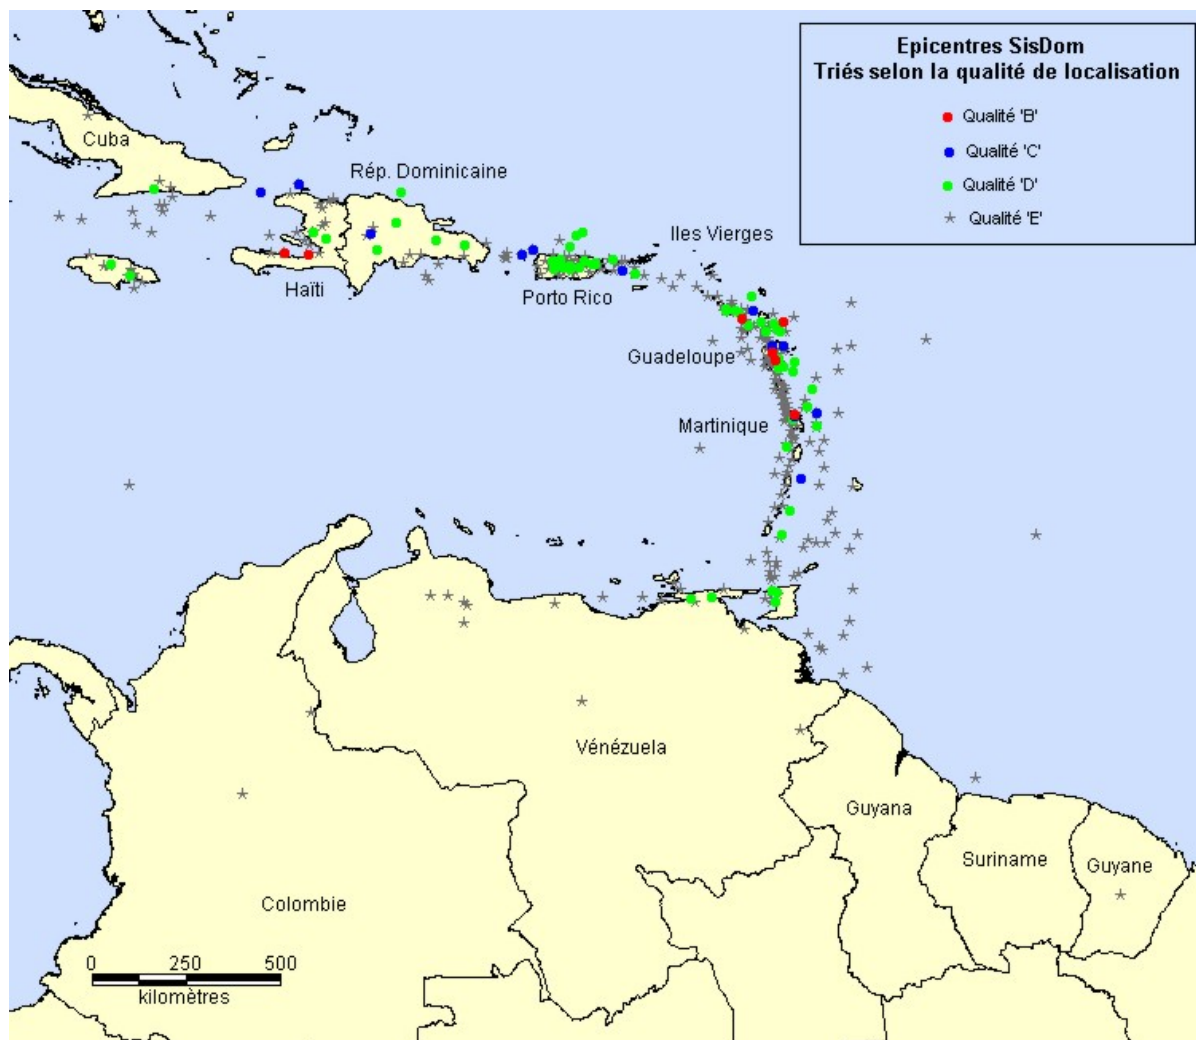 Epicentres SisDom
Triés selon la qualité de localisation
Qualité 'B'
Qualité 'C'
Qualité 'D'
Qualité 'E'
Cuba
Rép. Dominicaine
Iles Vierges
Haïti
Porto Rico
Guadeloupe
Martinique
Vénézuela
Guyana
Suriname
Guyane
Colombie
0 250 500
kilomètres